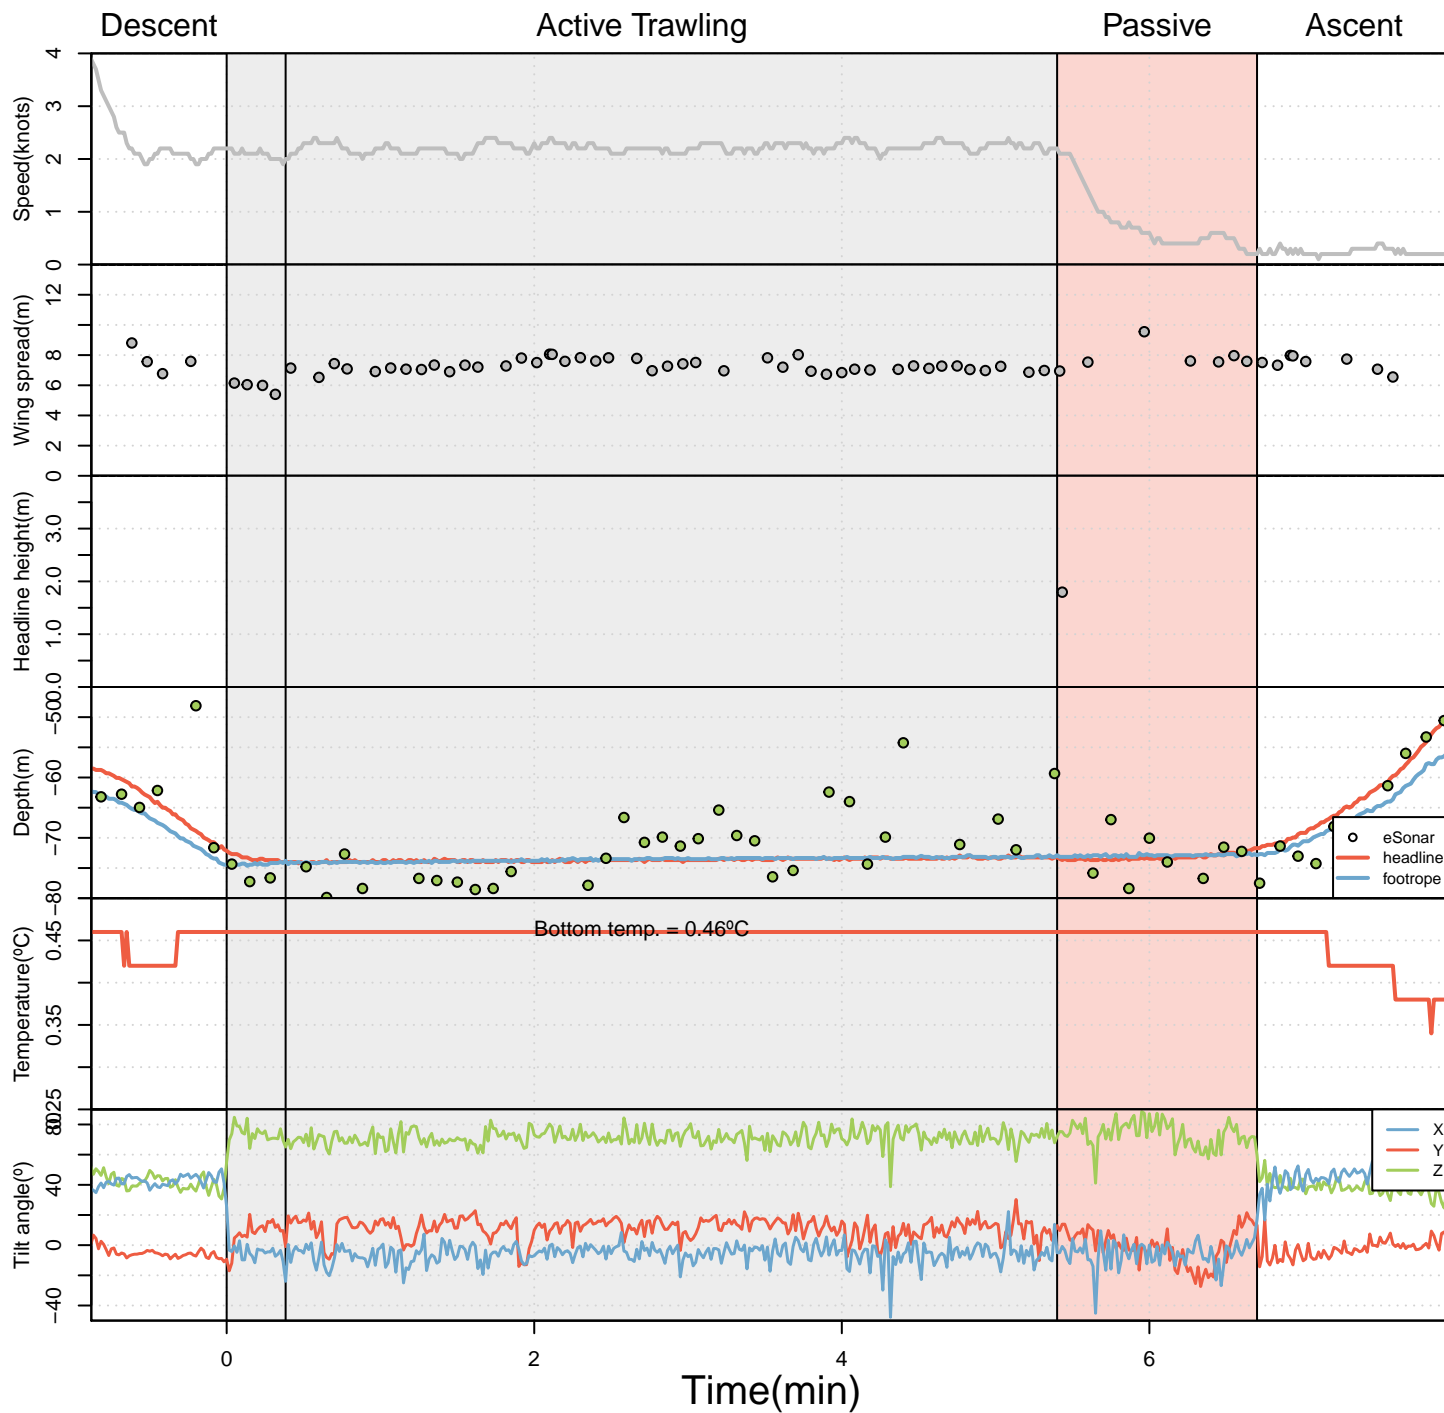 Descent Active Trawling Passive Ascent
Speed(knots)
4
3
2
1
0
Wing spread(m)
12
8
6
4
2
0
Headline height(m)
3.0
2.0
1.0
0.0
Depth(m)
−50
−60
−70
−80
eSonar
headline
footrope
Temperature(ºC)
0.45
0.35
0.25
Bottom temp. = 0.46ºC
Tilt angle(º)
80
40
0
−40
X
Y
Z
0 2 4 6
Time(min)